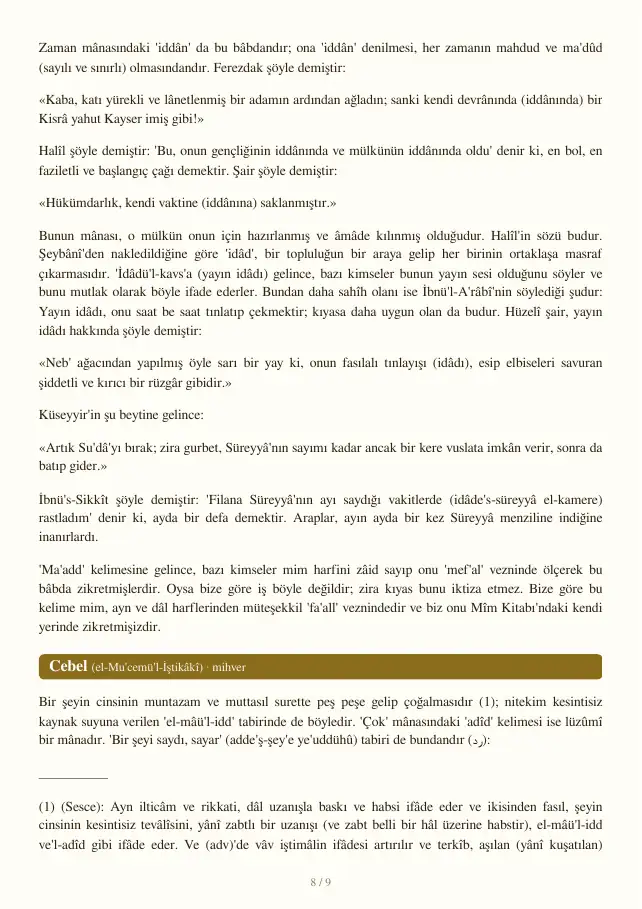 Zaman mânasındaki 'iddân' da bu bâbdandır; ona 'iddân' denilmesi, her zamanın mahdud ve ma'dûd
(sayılı ve sınırlı) olmasındandır. Ferezdak şöyle demiştir:
«Kaba, katı yürekli ve lânetlenmiş bir adamın ardından ağladın; sanki kendi devrânında (iddânında) bir
Kisrâ yahut Kayser imiş gibi!»
Halîl şöyle demiştir: 'Bu, onun gençliğinin iddânında ve mülkünün iddânında oldu' denir ki, en bol, en
faziletli ve başlangıç çağı demektir. Şair şöyle demiştir:
«Hükümdarlık, kendi vaktine (iddânına) saklanmıştır.»
Bunun mânası, o mülkün onun için hazırlanmış ve âmâde kılınmış olduğudur. Halîl'in sözü budur.
Şeybânî'den nakledildiğine göre 'idâd', bir topluluğun bir araya gelip her birinin ortaklaşa masraf
çıkarmasıdır. 'İdâdü'l-kavs'a (yayın idâdı) gelince, bazı kimseler bunun yayın sesi olduğunu söyler ve
bunu mutlak olarak böyle ifade ederler. Bundan daha sahîh olanı ise İbnü'l-A'râbî'nin söylediği şudur:
Yayın idâdı, onu saat be saat tınlatıp çekmektir; kıyasa daha uygun olan da budur. Hüzelî şair, yayın
idâdı hakkında şöyle demiştir:
«Neb' ağacından yapılmış öyle sarı bir yay ki, onun fasılalı tınlayışı (idâdı), esip elbiseleri savuran
şiddetli ve kırıcı bir rüzgâr gibidir.»
Küseyyir'in şu beytine gelince:
«Artık Su'dâ'yı bırak; zira gurbet, Süreyyâ'nın sayımı kadar ancak bir kere vuslata imkân verir, sonra da
batıp gider.»
İbnü's-Sikkît şöyle demiştir: 'Filana Süreyyâ'nın ayı saydığı vakitlerde (idâde's-süreyyâ el-kamere)
rastladım' denir ki, ayda bir defa demektir. Araplar, ayın ayda bir kez Süreyyâ menziline indiğine
inanırlardı.
'Ma'add' kelimesine gelince, bazı kimseler mim harfini zâid sayıp onu 'mef'al' vezninde ölçerek bu
bâbda zikretmişlerdir. Oysa bize göre iş böyle değildir; zira kıyas bunu iktiza etmez. Bize göre bu
kelime mim, ayn ve dâl harflerinden müteşekkil 'fa'all' veznindedir ve biz onu Mîm Kitabı'ndaki kendi
yerinde zikretmişizdir.
Cebel (el-Mu'cemü'l-İştikâkî) · mihver
Bir şeyin cinsinin muntazam ve muttasıl surette peş peşe gelip çoğalmasıdır (1); nitekim kesintisiz
kaynak suyuna verilen 'el-mâü'l-idd' tabirinde de böyledir. 'Çok' mânasındaki 'adîd' kelimesi ise lüzûmî
bir mânadır. 'Bir şeyi saydı, sayar' (adde'ş-şey'e ye'uddühû) tabiri de bundandır (رد):
(1) (Sesce): Ayn ilticâm ve rikkati, dâl uzanışla baskı ve habsi ifâde eder ve ikisinden fasıl, şeyin
cinsinin kesintisiz tevâlîsini, yânî zabtlı bir uzanışı (ve zabt belli bir hâl üzerine habstir), el-mâü'l-idd
ve'l-adîd gibi ifâde eder. Ve (adv)'de vâv iştimâlin ifâdesi artırılır ve terkîb, aşılan (yânî kuşatılan)
8 / 9